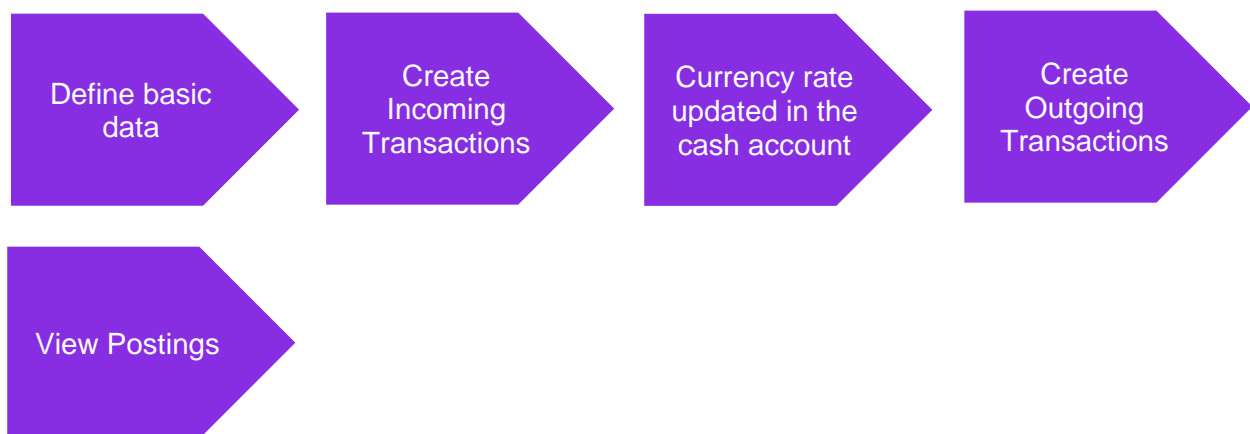 Define basic
data
Create
Incoming
Transactions
Currency rate
updated in the
cash account
Create
Outgoing
Transactions
View Postings